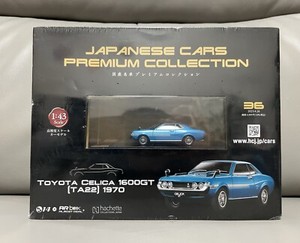 JAPANESE CARS
PREMIUM COLLECTION
国産名車プレミアムコレクション
1:43
Scale
36
www.hcj.jp/cars
TOYOTA CELICA 1600GT
[TA22] 1970
hachette